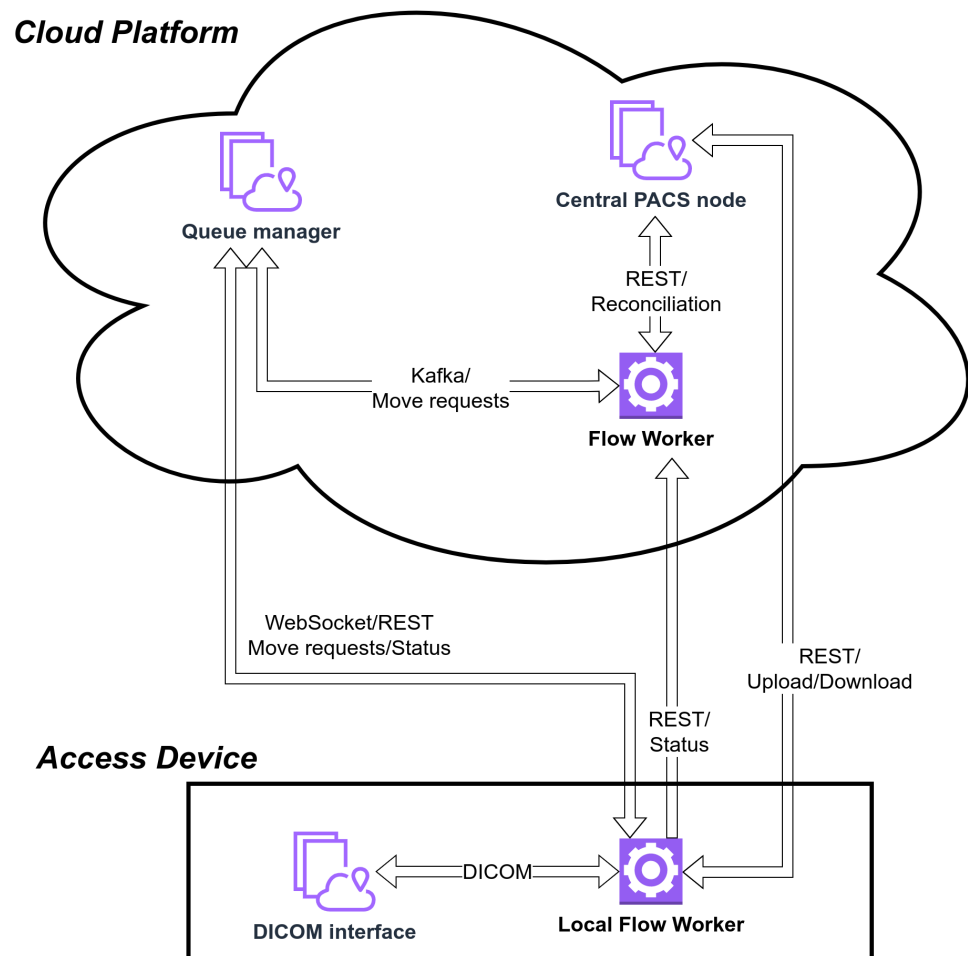 Cloud Platform
Queue manager
Central PACS node
REST/
Reconciliation
Kafka/
Move requests
Flow Worker
WebSocket/REST
Move requests/Status
REST/
Upload/Download
REST/
Status
Access Device
DICOM
DICOM interface
Local Flow Worker